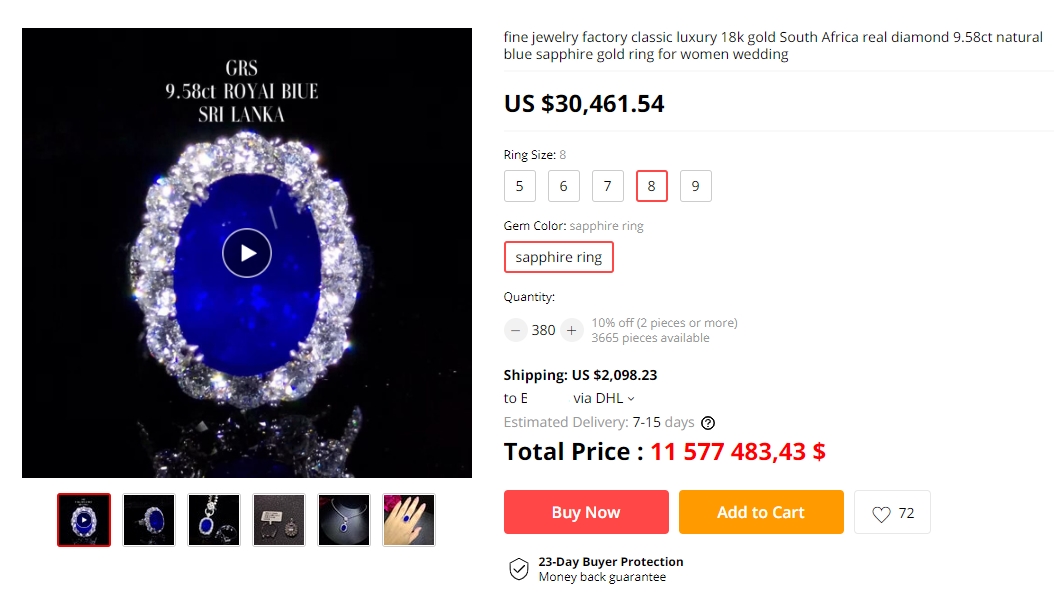 GRS
9.58ct ROYAI BIUE
SRI LANKA
fine jewelry factory classic luxury 18k gold South Africa real diamond 9.58ct natural
blue sapphire gold ring for women wedding
US $30,461.54
Ring Size: 8
5 6 7 8 9
Gem Color: sapphire ring
sapphire ring
Quantity:
− 380 +
10% off (2 pieces or more)
3665 pieces available
Shipping: US $2,098.23
to E via DHL
Estimated Delivery: 7-15 days ?
Total Price : 11 577 483,43 $
Buy Now
Add to Cart
72
23-Day Buyer Protection
Money back guarantee